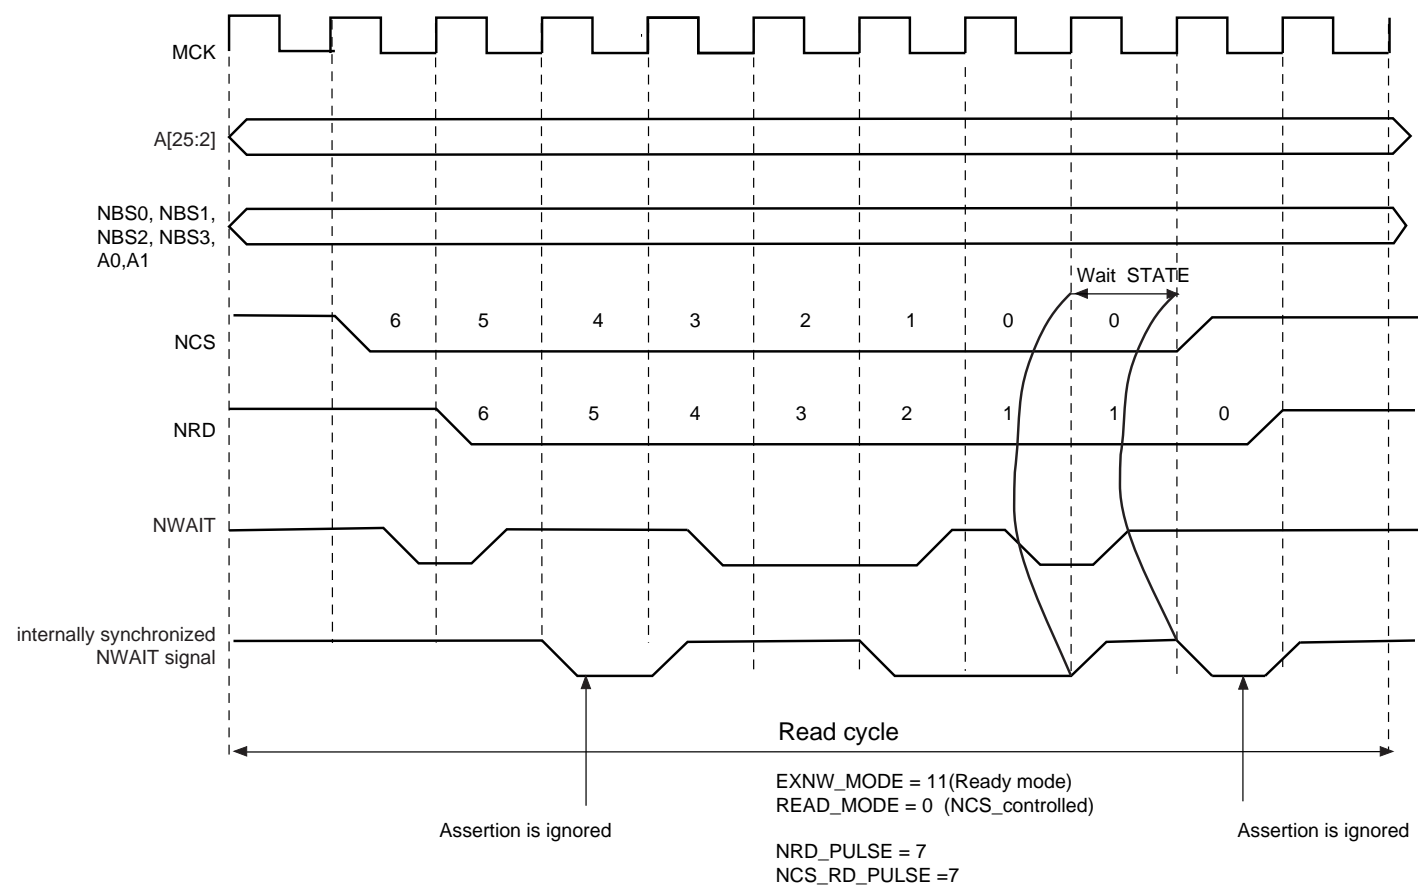 MCK
A[25:2]
NBS0, NBS1,
NBS2, NBS3,
A0,A1
Wait STATE
NCS
6 5 4 3 2 1 0 0
NRD
6 5 4 3 2 1 1 0
NWAIT
internally synchronized
NWAIT signal
Read cycle
EXNW_MODE = 11(Ready mode)
READ_MODE = 0 (NCS_controlled)
Assertion is ignored
Assertion is ignored
NRD_PULSE = 7
NCS_RD_PULSE =7